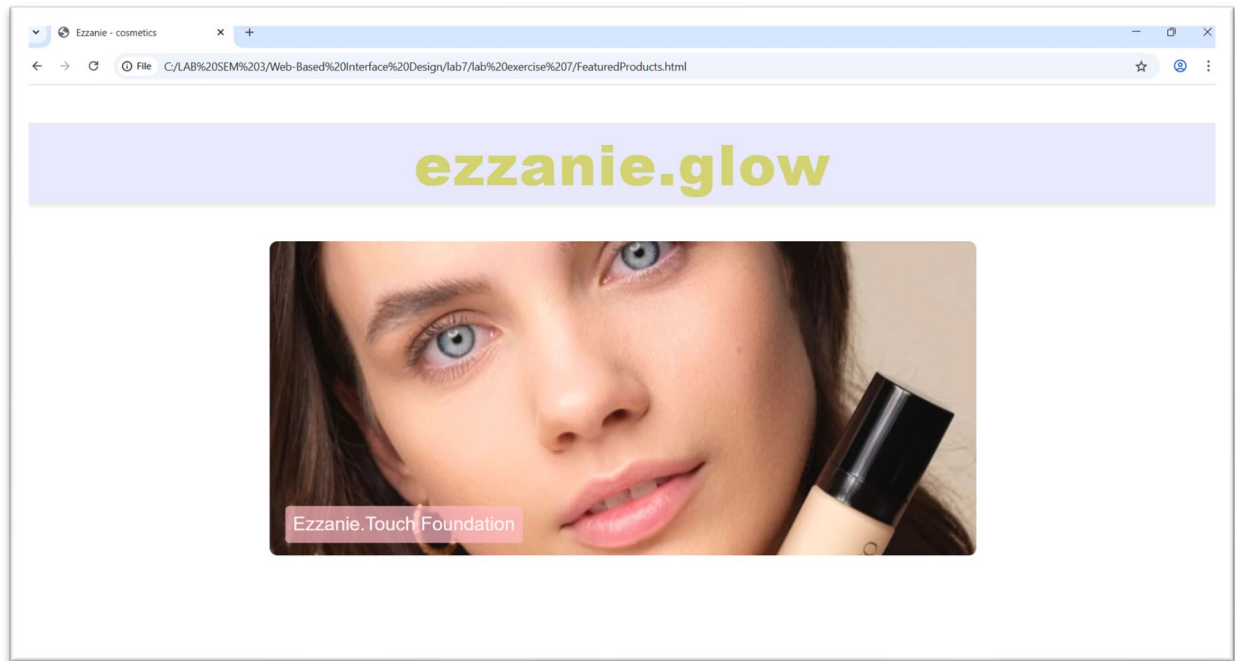 Ezzanie - cosmetics
File C:/LAB%20SEM%203/Web-Based%20Interface%20Design/lab7/lab%20exercise%207/FeaturedProducts.html
ezzanie.glow
Ezzanie.Touch Foundation